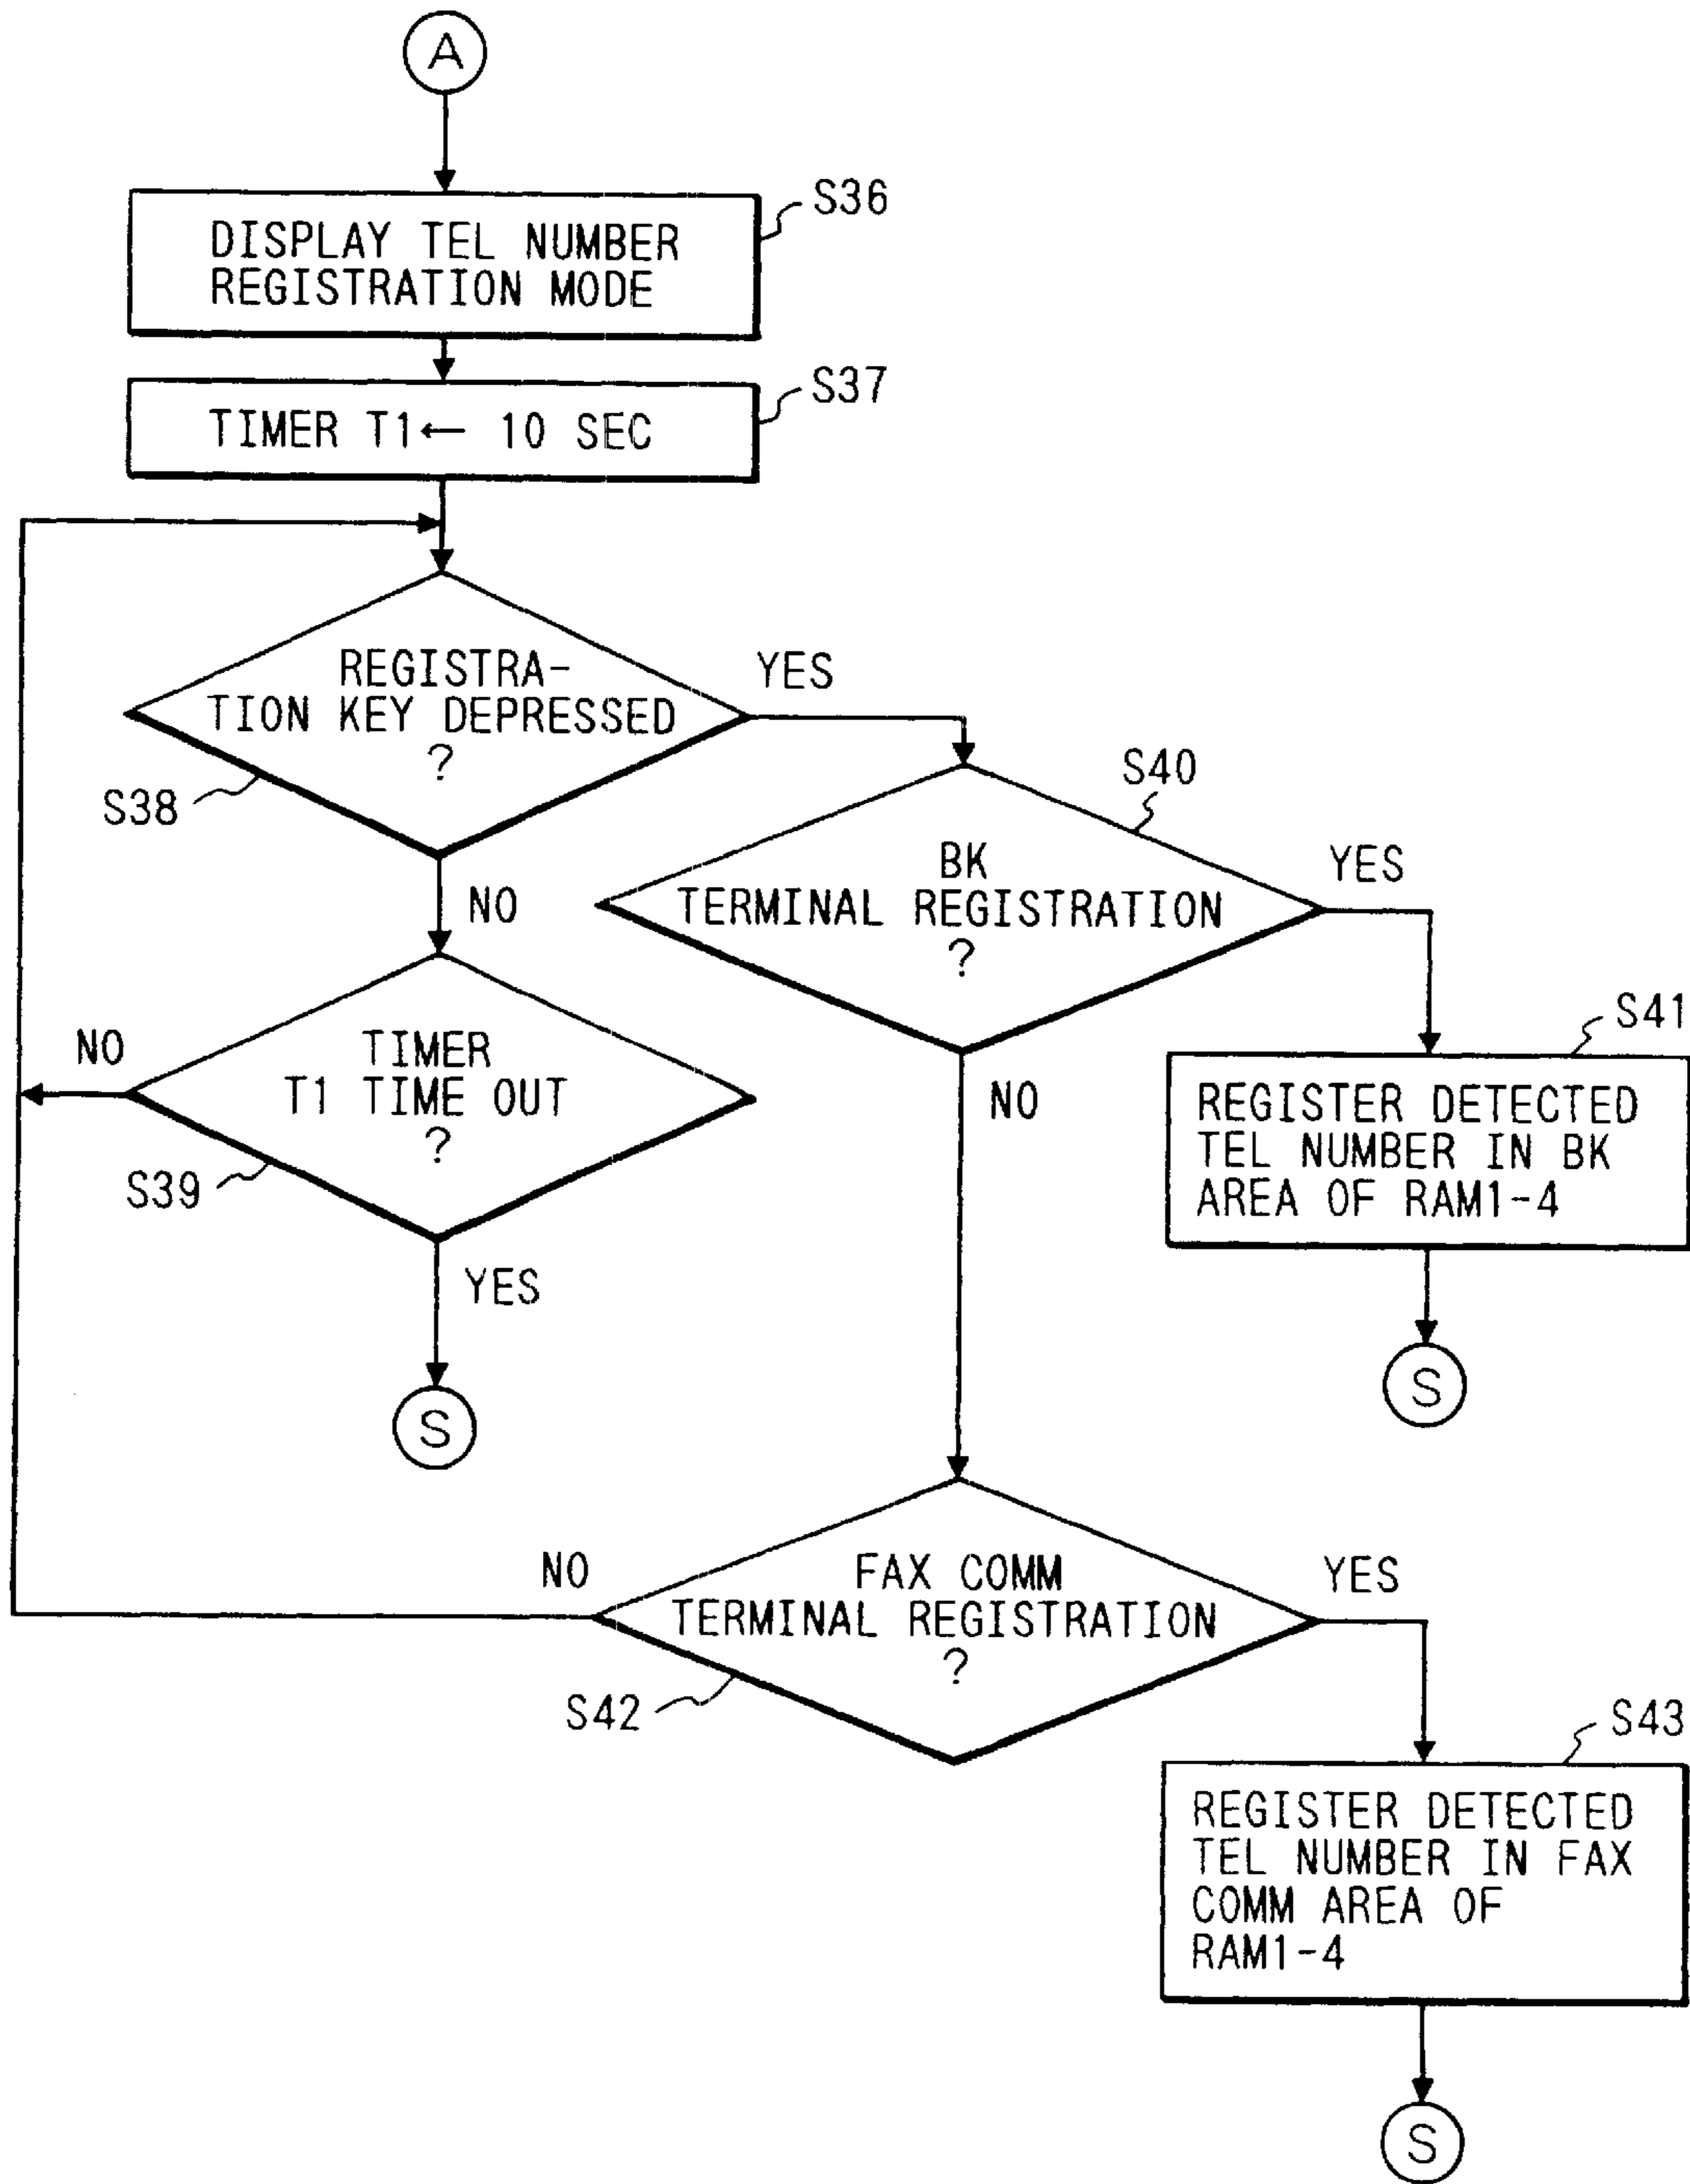 A
S36
DISPLAY TEL NUMBER
REGISTRATION MODE
S37
TIMER T1← 10 SEC
REGISTRA-
TION KEY DEPRESSED
?
YES
S38
NO
S40
BK
TERMINAL REGISTRATION
?
YES
NO
TIMER
T1 TIME OUT
?
NO
S39
YES
S
S41
REGISTER DETECTED
TEL NUMBER IN BK
AREA OF RAM1-4
S
FAX COMM
TERMINAL REGISTRATION
?
NO
YES
S42
S43
REGISTER DETECTED
TEL NUMBER IN FAX
COMM AREA OF
RAM1-4
S